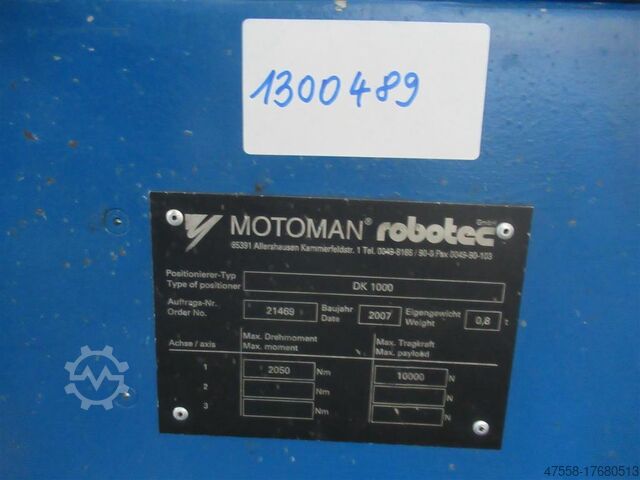 1300489
MOTOMAN® robotec GmbH
85391 Allershausen Kammerfeldstr. 1 Tel. 0049-8166 / 90-0 Fax 0049-90-103
Positionierer-Typ
Type of positioner
DK 1000
Auftrags-Nr.
Order No.
21469
Baujahr
Date
2007
Eigengewicht
Weight
0,8 t
Achse / axis
Max. Drehmoment
Max. moment
Max. Tragkraft
Max. payload
1 2050 Nm 10000 N
2 Nm N
3 Nm N
47558-17680513